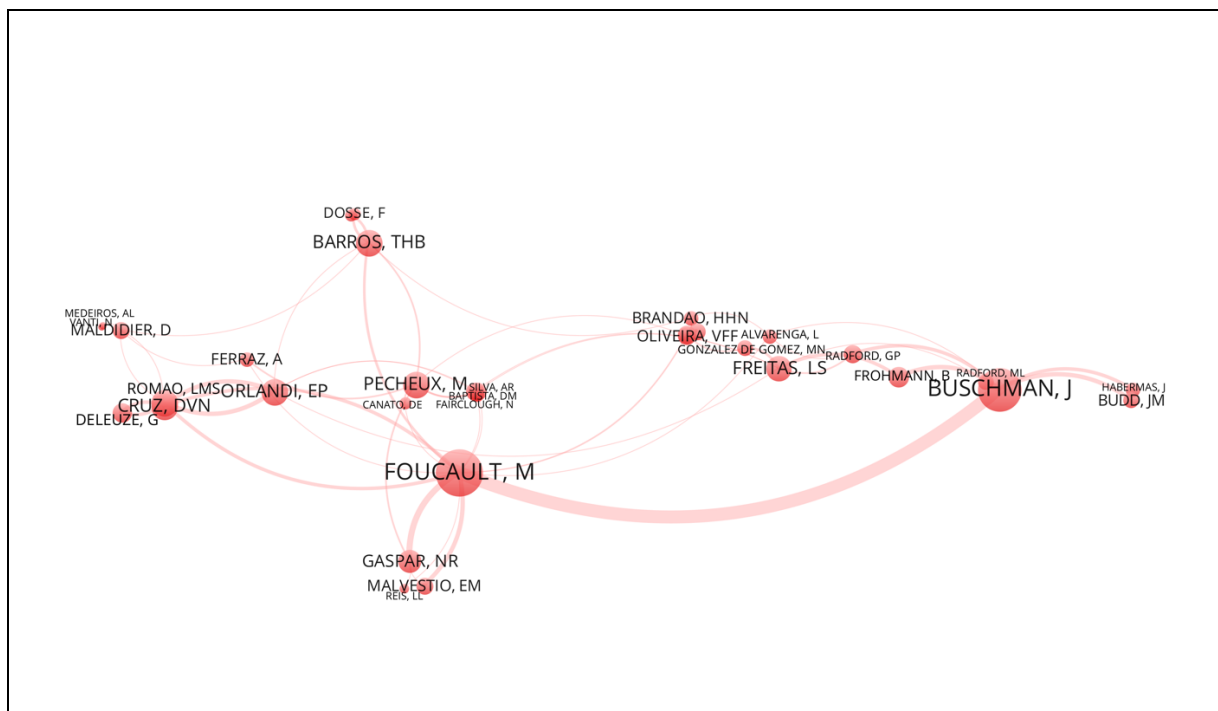 DOSSE, F
BARROS, THB
MEDEIROS, AL
VANTI, N
MALDIDIER, D
BRANDAO, HHN
OLIVEIRA, VFF
ALVARENGA, L
GONZALEZ DE GOMEZ, MN
RADFORD, GP
FERRAZ, A
FREITAS, LS
FROHMANN, B
RADFORD, ML
BUSCHMAN, J
HABERMAS, J
BUDD, JM
ROMAO, LMS
ORLANDI, EP
CRUZ, DVN
DELEUZE, G
PECHEUX, M
SILVA, AR
BAPTISTA, DM
CANATO, DE
FAIRCLOUGH, N
FOUCAULT, M
GASPAR, NR
MALVESTIO, EM
REIS, LL